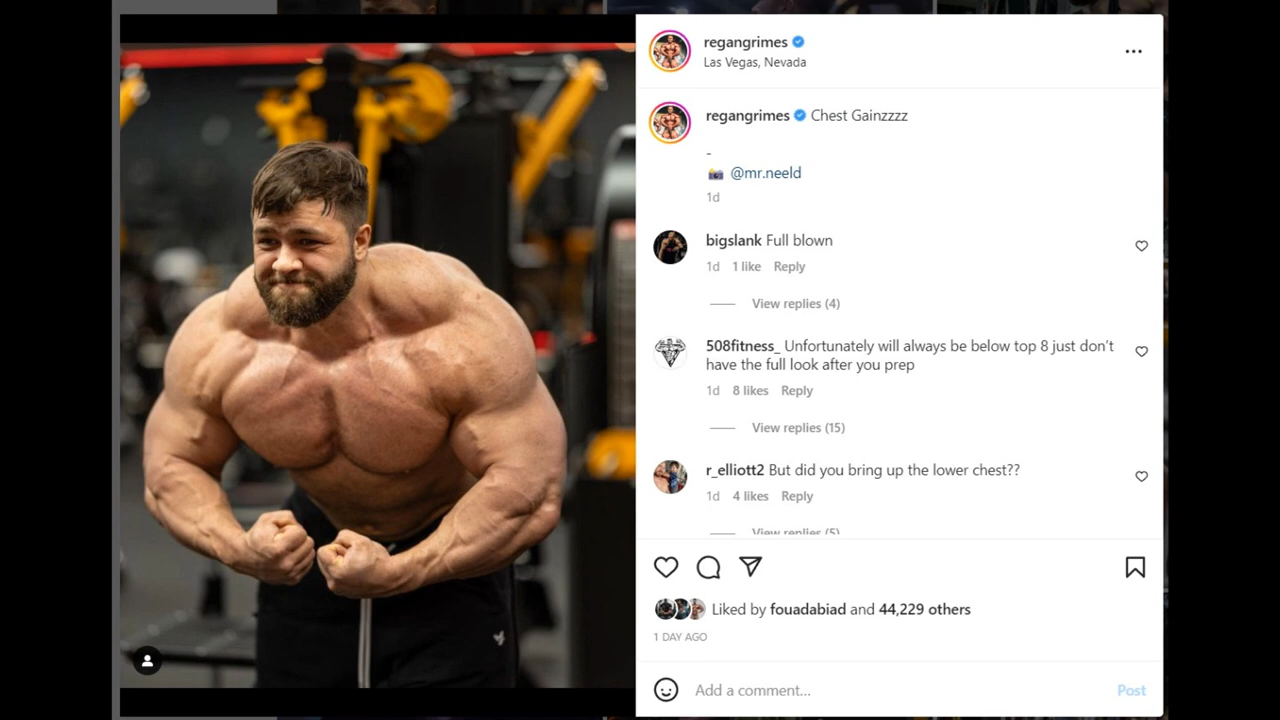 regangrimes
Las Vegas, Nevada
regangrimes Chest Gainzzzz
-
📸 @mr.neeld
1d
bigslank Full blown
1d 1 like Reply
View replies (4)
508fitness_ Unfortunately will always be below top 8 just don't
have the full look after you prep
1d 8 likes Reply
View replies (15)
r_elliott2 But did you bring up the lower chest??
1d 4 likes Reply
View replies (5)
Liked by fouadabiad and 44,229 others
1 DAY AGO
Add a comment... Post